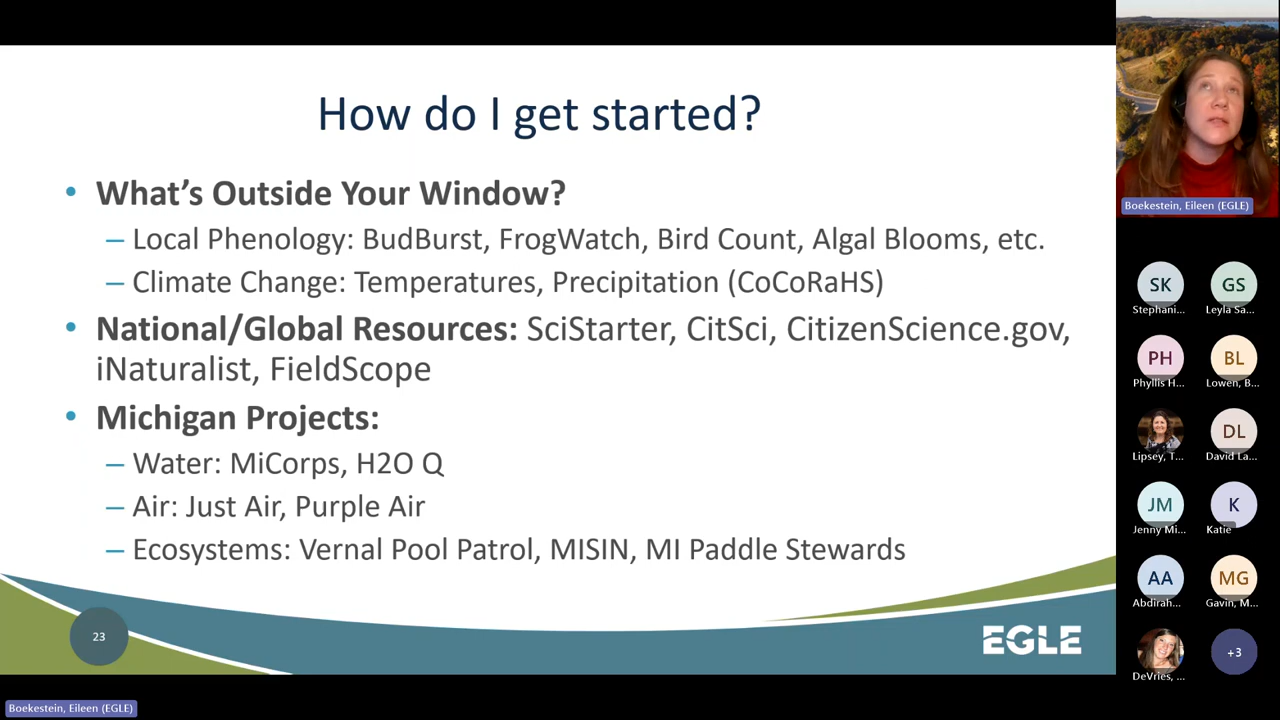 How do I get started?
• What's Outside Your Window?
– Local Phenology: BudBurst, FrogWatch, Bird Count, Algal Blooms, etc.
– Climate Change: Temperatures, Precipitation (CoCoRaHS)
• National/Global Resources: SciStarter, CitSci, CitizenScience.gov,
iNaturalist, FieldScope
• Michigan Projects:
– Water: MiCorps, H2O Q
– Air: Just Air, Purple Air
– Ecosystems: Vernal Pool Patrol, MISIN, MI Paddle Stewards
23
EGLE
Boekestein, Eileen (EGLE)
Boekestein, Eileen (EGLE)
SK
GS
Stephani...
Leyla Sa...
PH
BL
Phyllis H...
Lowen, B...
DL
Lipsey, T...
David La...
JM
K
Jenny Mi...
Katie
AA
MG
Abdirah...
Gavin, M...
+3
DeVries, ...